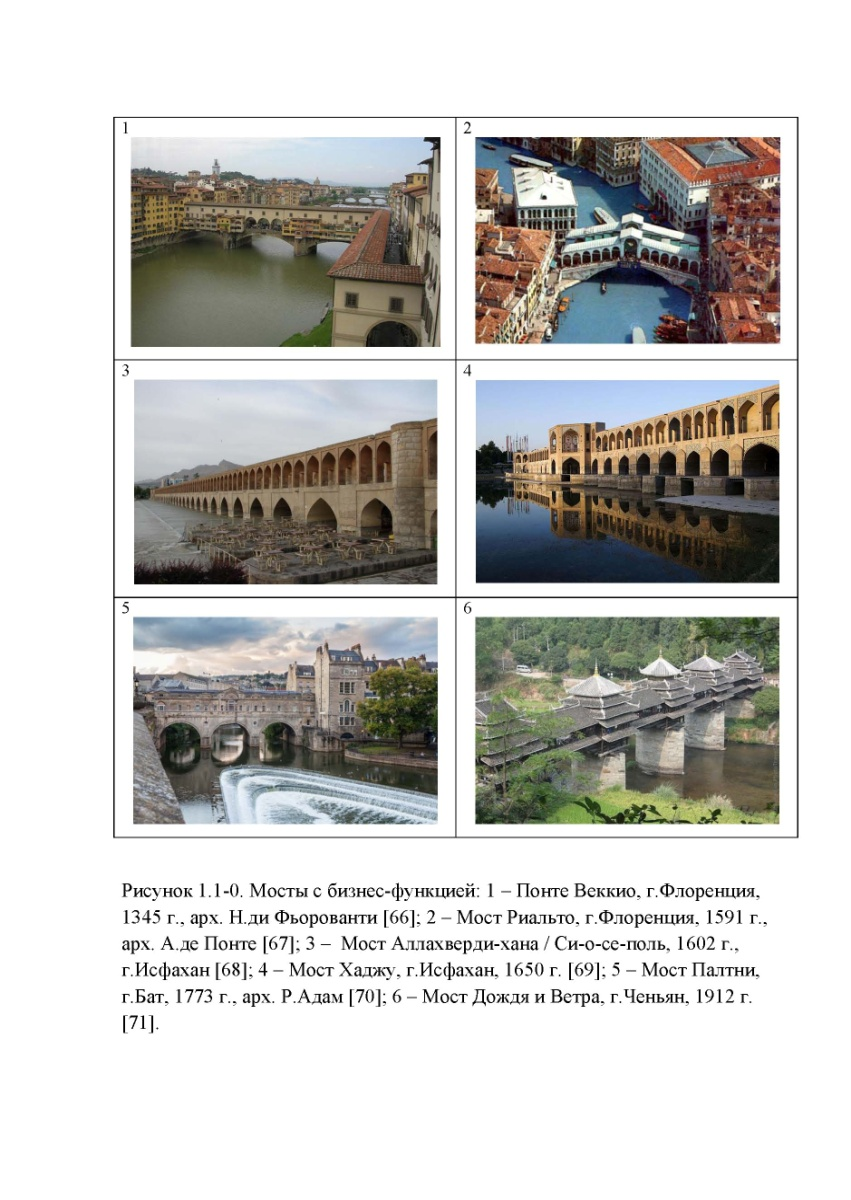 1
2
3
4
5
6
Рисунок 1.1-0. Мосты с бизнес-функцией: 1 – Понте Веккио, г.Флоренция,
1345 г., арх. Н.ди Фьорованти [66]; 2 – Мост Риальто, г.Флоренция, 1591 г.,
арх. А.де Понте [67]; 3 – Мост Аллахверди-хана / Си-о-се-поль, 1602 г.,
г.Исфахан [68]; 4 – Мост Хаджу, г.Исфахан, 1650 г. [69]; 5 – Мост Палтни,
г.Бат, 1773 г., арх. Р.Адам [70]; 6 – Мост Дождя и Ветра, г.Ченьян, 1912 г.
[71].